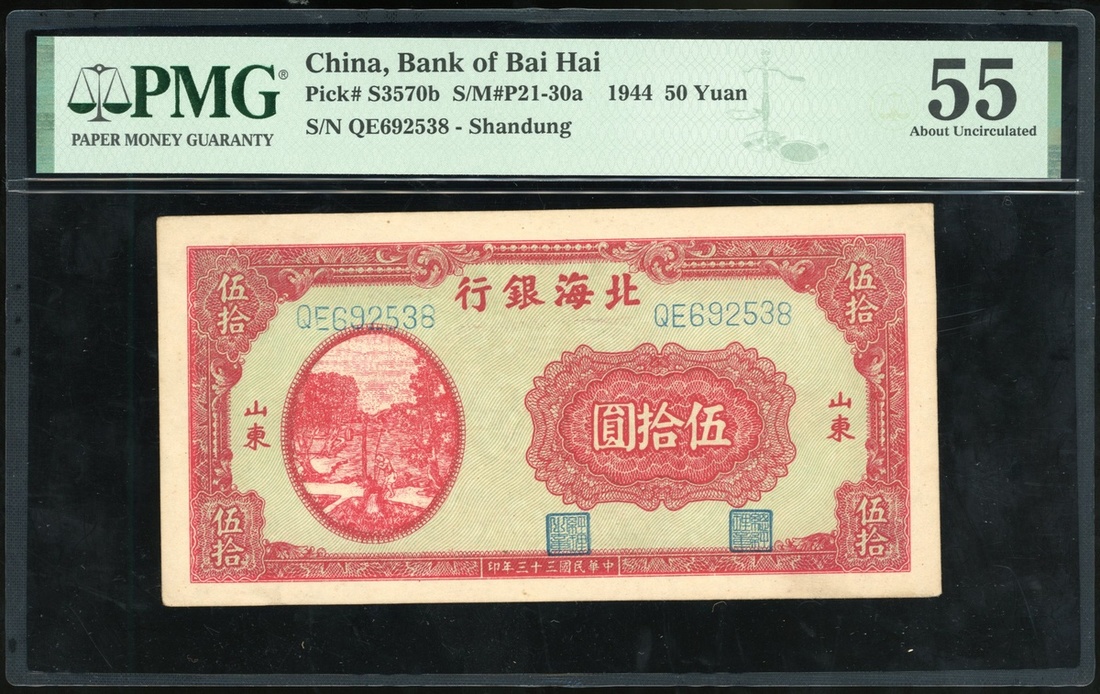 PMG®
PAPER MONEY GUARANTY
China, Bank of Bai Hai
Pick# S3570b S/M#P21-30a 1944 50 Yuan
S/N QE692538 - Shandung
55
About Uncirculated
伍拾
行銀海北
伍拾
QE692538
QE692538
山東
圓拾伍
山東
伍拾
伍拾
印年三十三國民華中